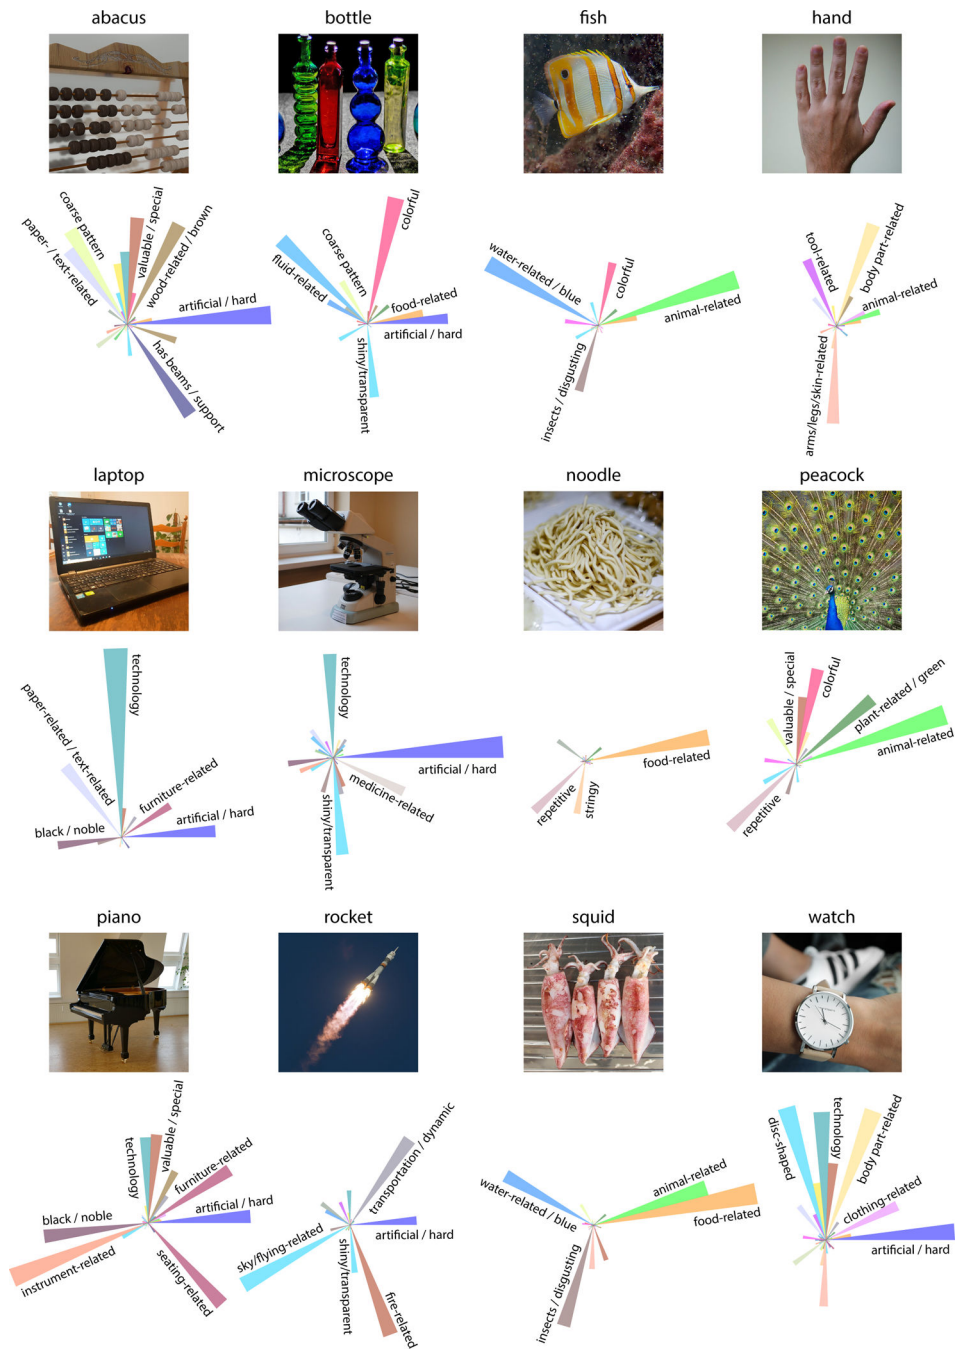 abacus
bottle
fish
hand
coarse pattern
paper- / text-related
valuable / special
wood-related / brown
artificial / hard
has beams / support
colorful
coarse pattern
fluid-related
food-related
artificial / hard
shiny/transparent
water-related / blue
colorful
animal-related
insects / disgusting
tool-related
body part-related
animal-related
arms/legs/skin-related
laptop
microscope
noodle
peacock
technology
paper-related / text-related
furniture-related
black / noble
artificial / hard
technology
artificial / hard
medicine-related
shiny/transparent
food-related
repetitive
stringy
valuable / special
colorful
plant-related / green
animal-related
repetitive
piano
rocket
squid
watch
technology
valuable / special
furniture-related
artificial / hard
black / noble
instrument-related
seating-related
transportation / dynamic
artificial / hard
sky/flying-related
shiny/transparent
fire-related
water-related / blue
animal-related
food-related
insects / disgusting
disc-shaped
technology
body part-related
clothing-related
artificial / hard